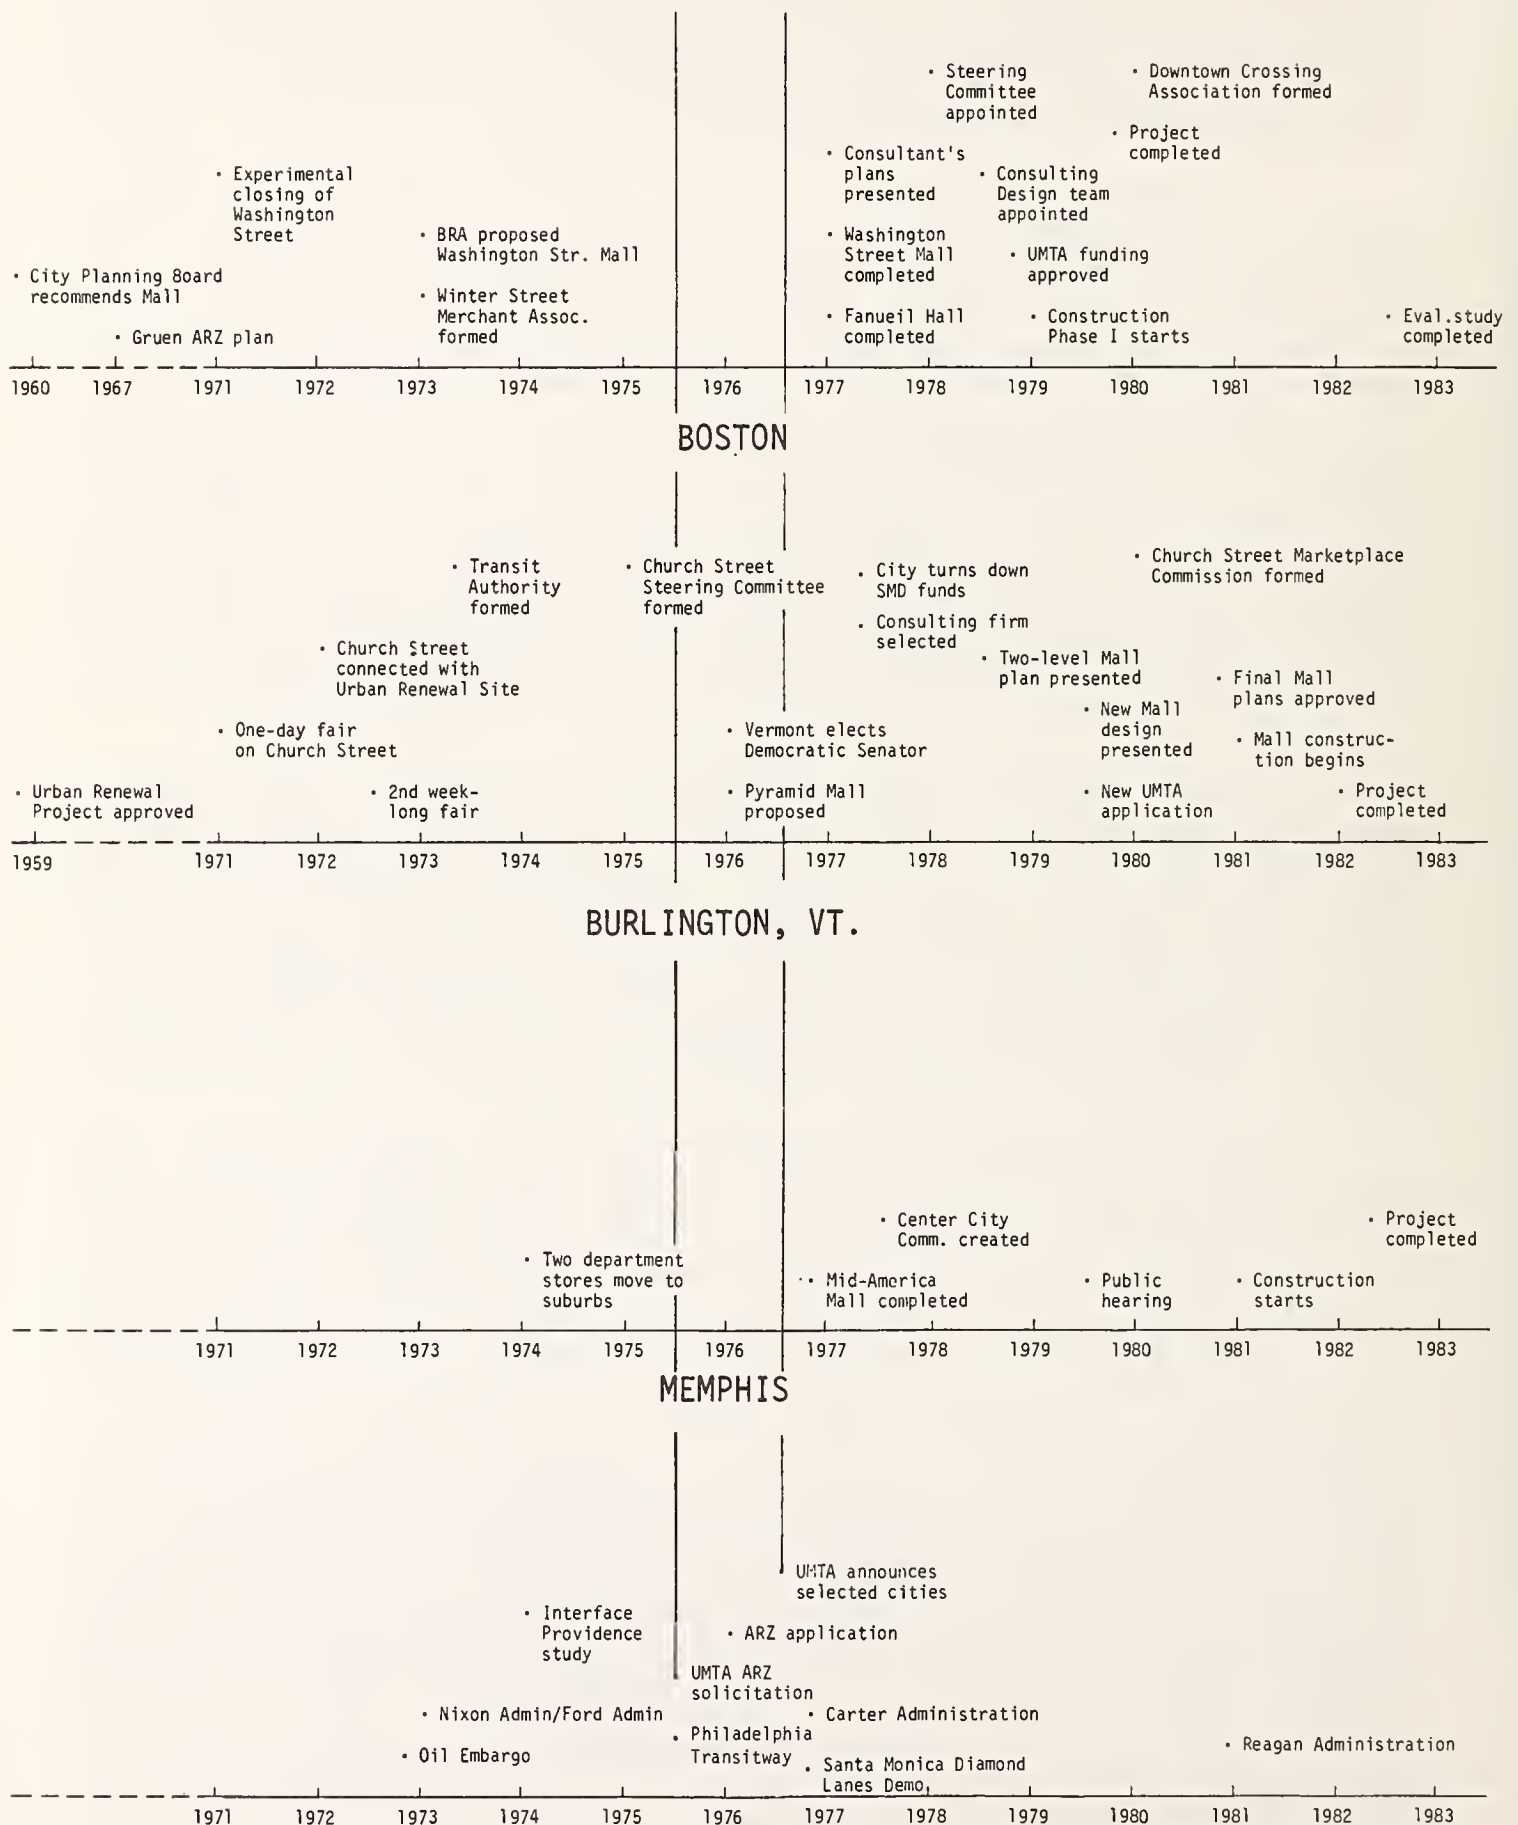 • Steering
Committee
appointed
• Downtown Crossing
Association formed
• Project
completed
• Consultant's
plans
presented
• Consulting
Design team
appointed
• Experimental
closing of
Washington
Street
• BRA proposed
Washington Str. Mall
• Washington
Street Mall
completed
• UMTA funding
approved
• City Planning Board
recommends Mall
• Winter Street
Merchant Assoc.
formed
• Gruen ARZ plan
• Fanueil Hall
completed
• Construction
Phase I starts
• Eval.study
completed
1960 1967 1971 1972 1973 1974 1975 1976 1977 1978 1979 1980 1981 1982 1983
BOSTON
• Transit
Authority
formed
• Church Street
Steering Committee
formed
• City turns down
SMD funds
• Church Street Marketplace
Commission formed
• Consulting firm
selected
• Church Street
connected with
Urban Renewal Site
• Two-level Mall
plan presented
• Final Mall
plans approved
• One-day fair
on Church Street
• Vermont elects
Democratic Senator
• New Mall
design
presented
• Mall construc-
tion begins
• Urban Renewal
Project approved
• 2nd week-
long fair
• Pyramid Mall
proposed
• New UMTA
application
• Project
completed
1959 1971 1972 1973 1974 1975 1976 1977 1978 1979 1980 1981 1982 1983
BURLINGTON, VT.
• Center City
Comm. created
• Project
completed
• Two department
stores move to
suburbs
• Mid-America
Mall completed
• Public
hearing
• Construction
starts
1971 1972 1973 1974 1975 1976 1977 1978 1979 1980 1981 1982 1983
MEMPHIS
UMTA announces
selected cities
• Interface
Providence
study
• ARZ application
UMTA ARZ
solicitation
• Nixon Admin/Ford Admin
• Carter Administration
• Philadelphia
Transitway
• Oil Embargo
• Santa Monica Diamond
Lanes Demo.
• Reagan Administration
1971 1972 1973 1974 1975 1976 1977 1978 1979 1980 1981 1982 1983